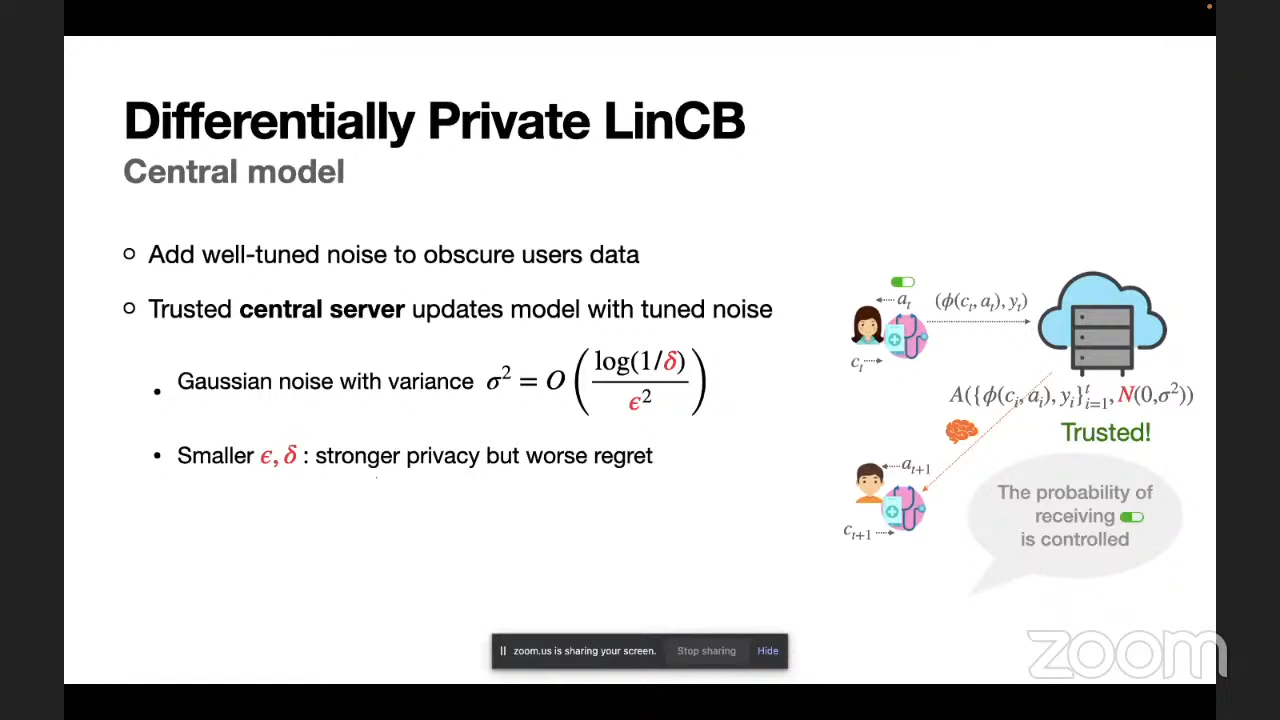 Differentially Private LinCB
Central model
Add well-tuned noise to obscure users data
Trusted central server updates model with tuned noise
Gaussian noise with variance σ² = O ( log(1/δ) / ϵ² )
Smaller ϵ, δ : stronger privacy but worse regret
a_t
(ϕ(c_t, a_t), y_t)
c_t
A({ϕ(c_i, a_i), y_i}_{i=1}^t, N(0,σ²))
Trusted!
a_{t+1}
c_{t+1}
The probability of
receiving
is controlled
zoom.us is sharing your screen. Stop sharing Hide
zoom